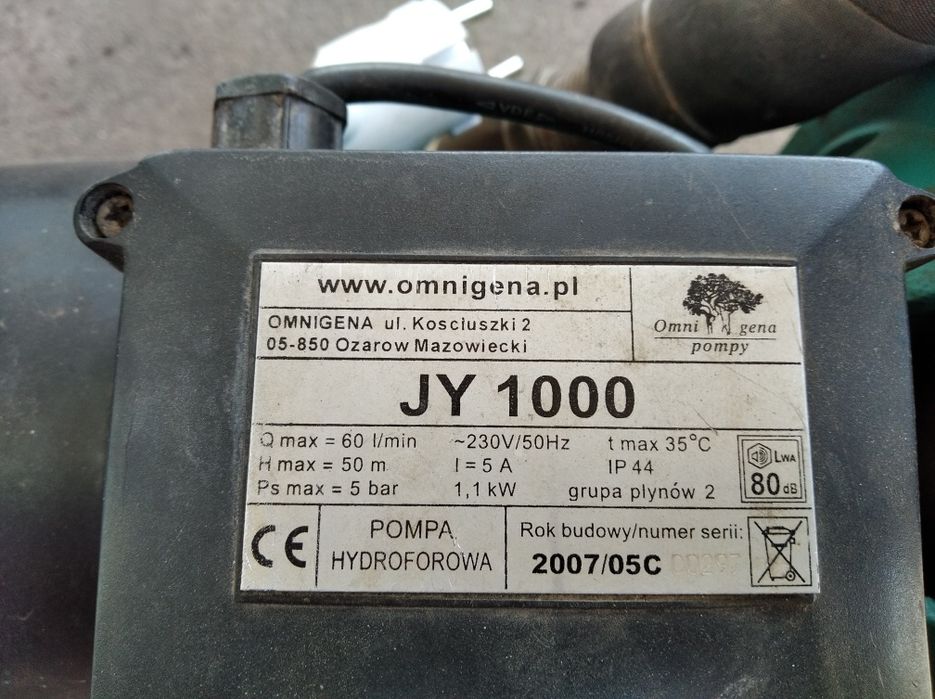 VDE
www.omnigena.pl
OMNIGENA ul. Kosciuszki 2
05-850 Ozarow Mazowiecki
Omni gena
pompy
JY 1000
Q max = 60 l/min ~230V/50Hz t max 35°C
H max = 50 m I = 5 A IP 44
Ps max = 5 bar 1,1 kW grupa plynów 2
LWA
80 dB
CE
POMPA
HYDROFOROWA
Rok budowy/numer serii:
2007/05C